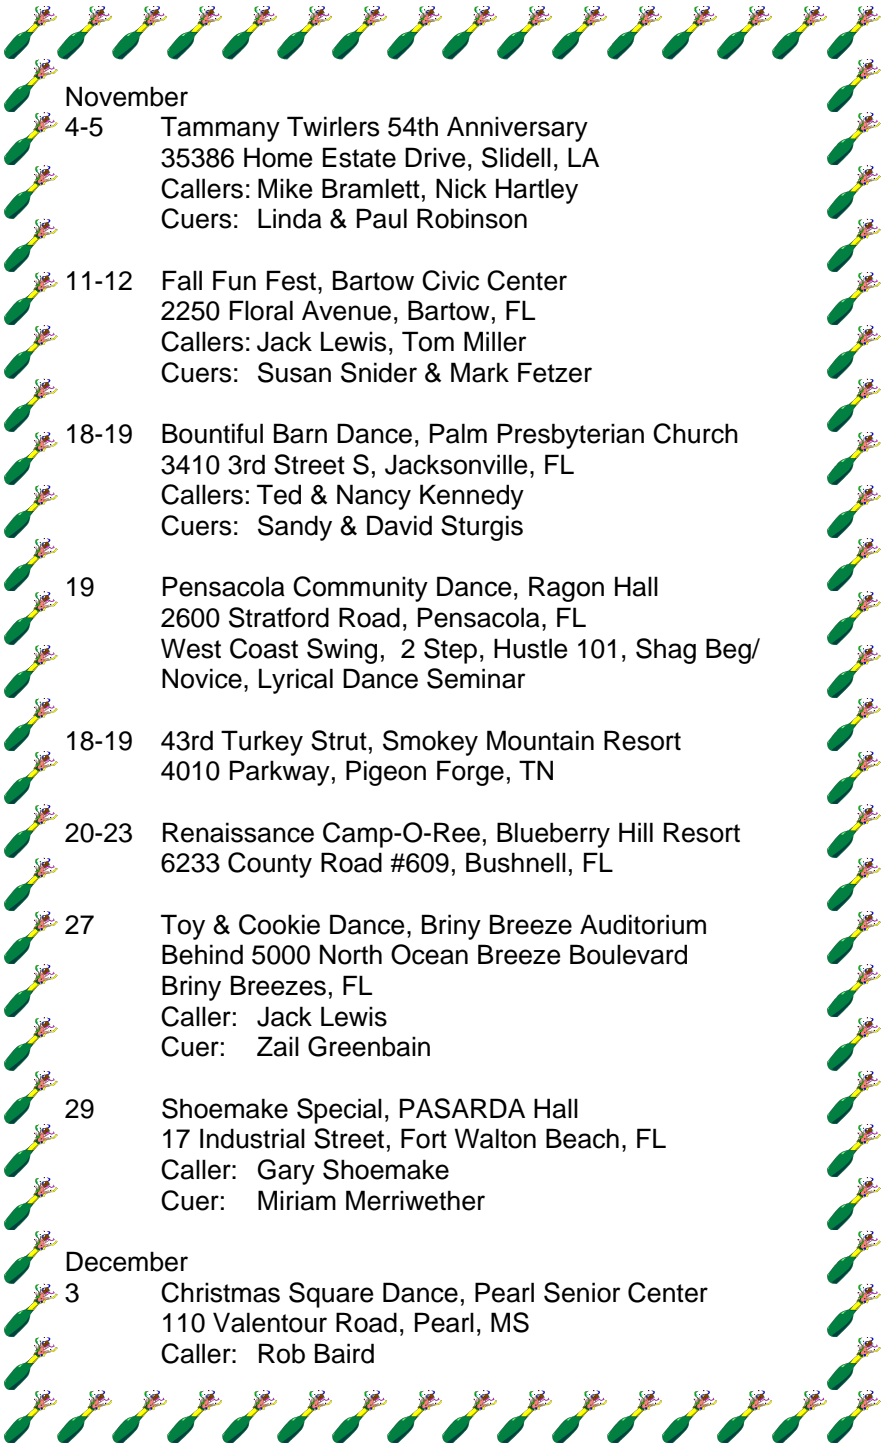 November
4-5 Tammany Twirlers 54th Anniversary
35386 Home Estate Drive, Slidell, LA
Callers: Mike Bramlett, Nick Hartley
Cuers: Linda & Paul Robinson
11-12 Fall Fun Fest, Bartow Civic Center
2250 Floral Avenue, Bartow, FL
Callers: Jack Lewis, Tom Miller
Cuers: Susan Snider & Mark Fetzer
18-19 Bountiful Barn Dance, Palm Presbyterian Church
3410 3rd Street S, Jacksonville, FL
Callers: Ted & Nancy Kennedy
Cuers: Sandy & David Sturgis
19 Pensacola Community Dance, Ragon Hall
2600 Stratford Road, Pensacola, FL
West Coast Swing, 2 Step, Hustle 101, Shag Beg/
Novice, Lyrical Dance Seminar
18-19 43rd Turkey Strut, Smokey Mountain Resort
4010 Parkway, Pigeon Forge, TN
20-23 Renaissance Camp-O-Ree, Blueberry Hill Resort
6233 County Road #609, Bushnell, FL
27 Toy & Cookie Dance, Briny Breeze Auditorium
Behind 5000 North Ocean Breeze Boulevard
Briny Breezes, FL
Caller: Jack Lewis
Cuer: Zail Greenbain
29 Shoemake Special, PASARDA Hall
17 Industrial Street, Fort Walton Beach, FL
Caller: Gary Shoemake
Cuer: Miriam Merriwether
December
3 Christmas Square Dance, Pearl Senior Center
110 Valentour Road, Pearl, MS
Caller: Rob Baird